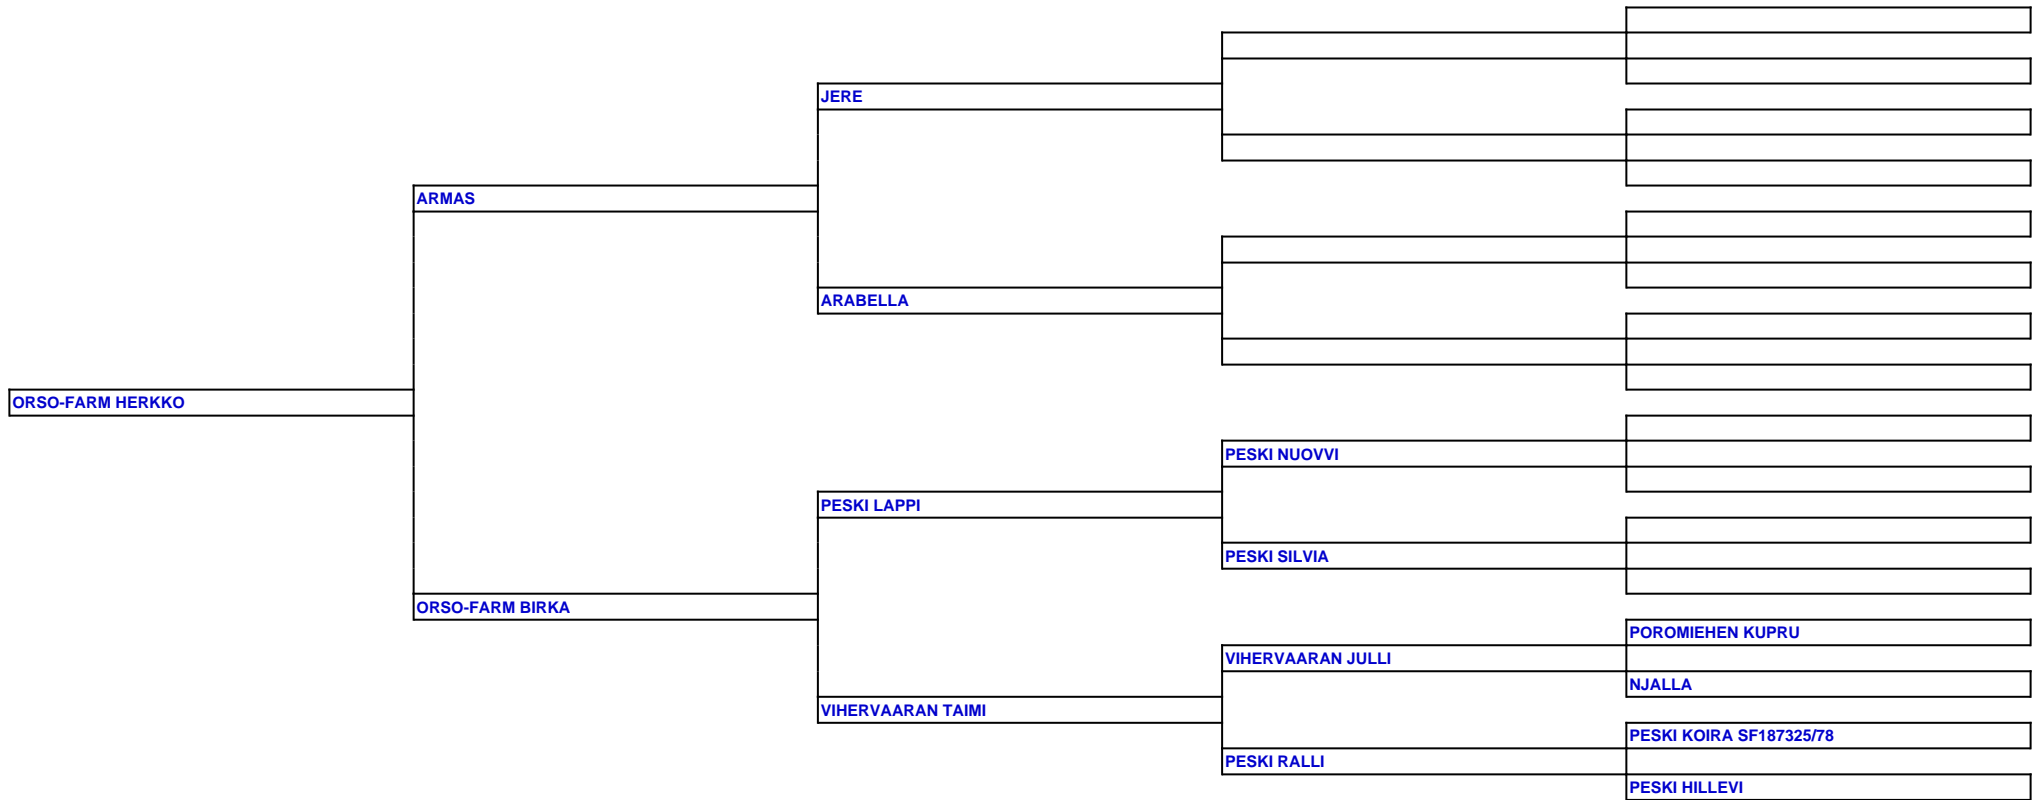 JERE
ARMAS
ARABELLA
ORSO-FARM HERKKO
PESKI NUOVVI
PESKI LAPPI
PESKI SILVIA
ORSO-FARM BIRKA
POROMIEHEN KUPRU
VIHERVAARAN JULLI
NJALLA
VIHERVAARAN TAIMI
PESKI KOIRA SF187325/78
PESKI RALLI
PESKI HILLEVI